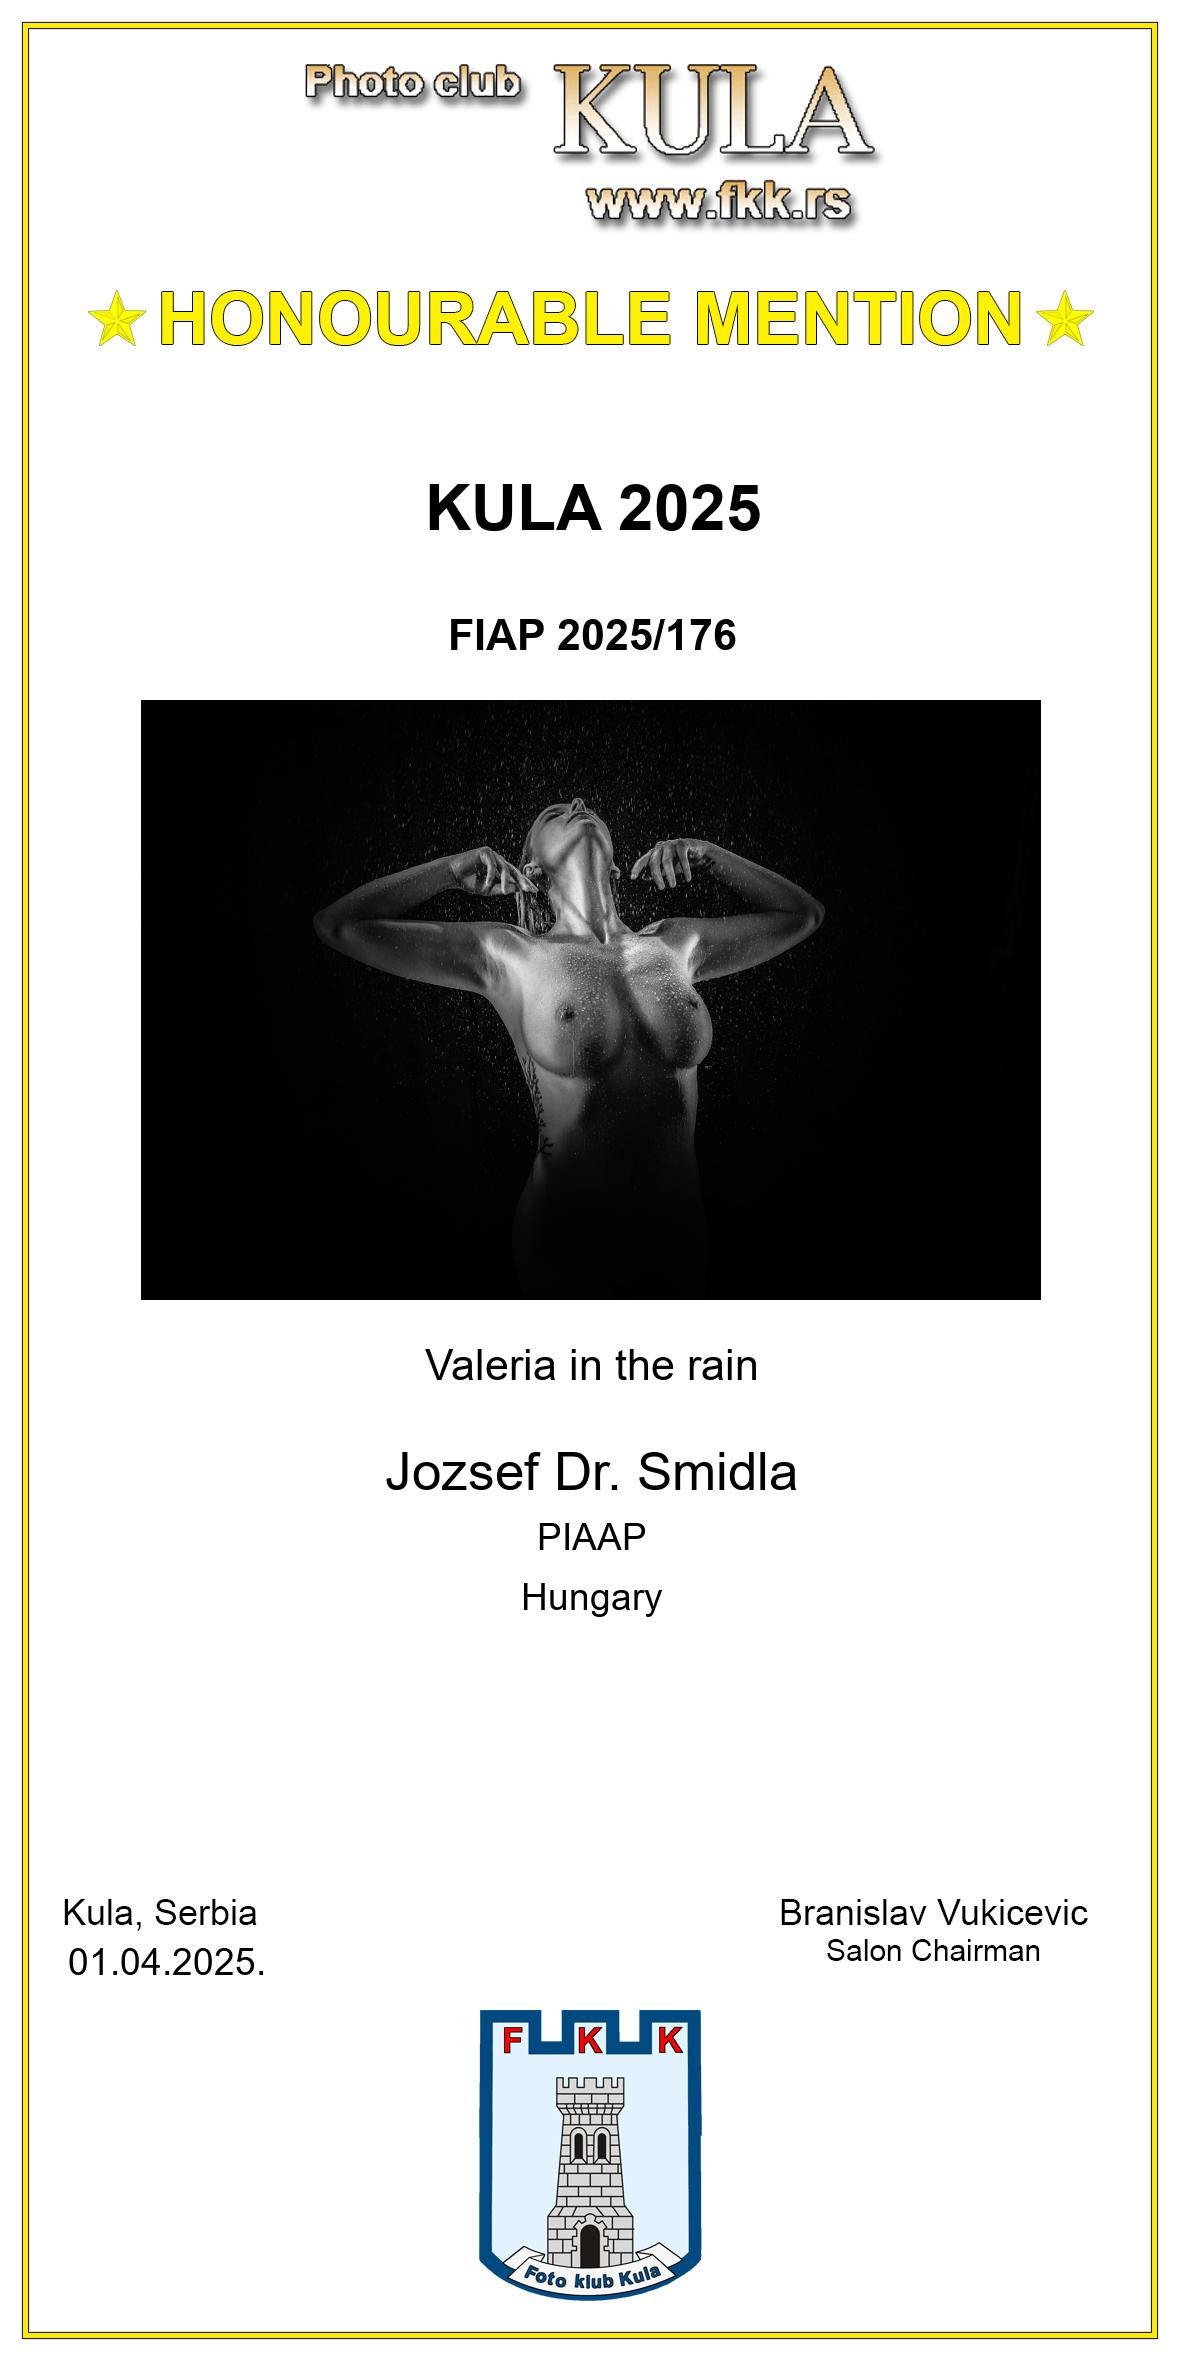 Photo club KULA
www.fkk.rs
HONOURABLE MENTION
KULA 2025
FIAP 2025/176
Valeria in the rain
Jozsef Dr. Smidla
PIAAP
Hungary
Kula, Serbia
01.04.2025.
Branislav Vukicevic
Salon Chairman
F K K
Foto klub Kula